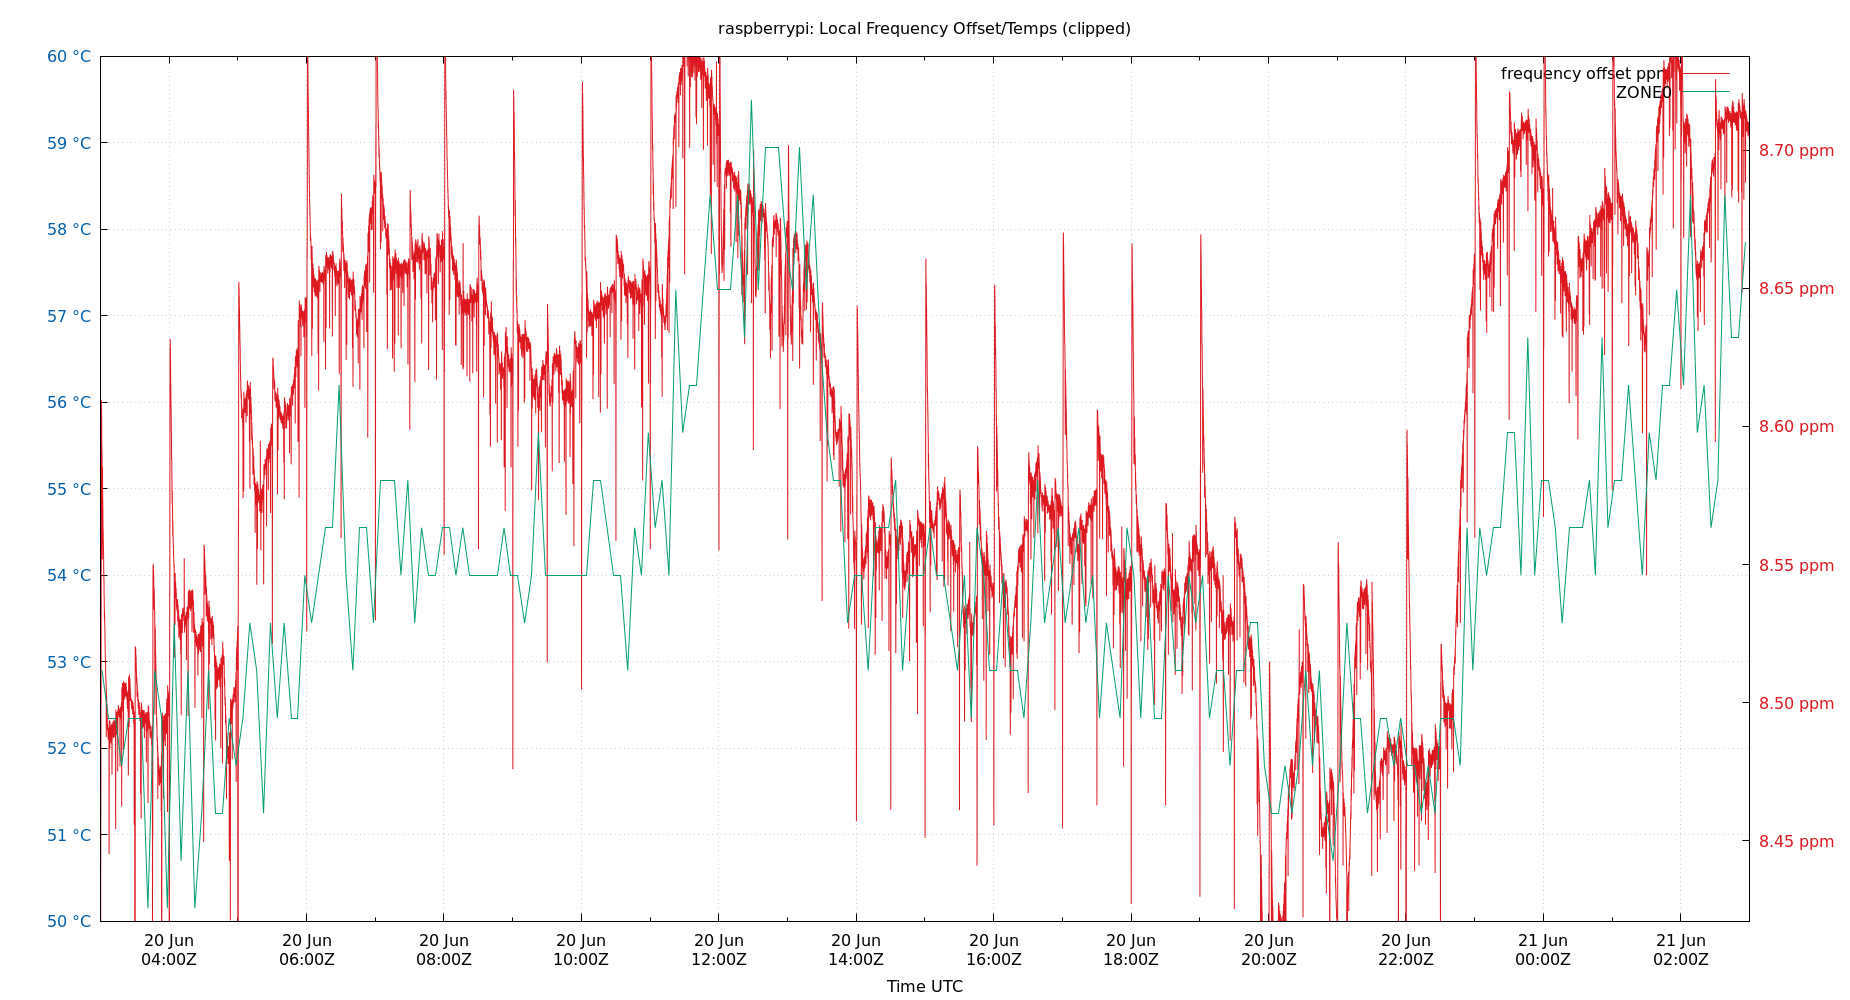 raspberrypi: Local Frequency Offset/Temps (clipped)
60 °C
59 °C
58 °C
57 °C
56 °C
55 °C
54 °C
53 °C
52 °C
51 °C
50 °C
frequency offset ppm
ZONE0
8.70 ppm
8.65 ppm
8.60 ppm
8.55 ppm
8.50 ppm
8.45 ppm
20 Jun
04:00Z
20 Jun
06:00Z
20 Jun
08:00Z
20 Jun
10:00Z
20 Jun
12:00Z
20 Jun
14:00Z
20 Jun
16:00Z
20 Jun
18:00Z
20 Jun
20:00Z
20 Jun
22:00Z
21 Jun
00:00Z
21 Jun
02:00Z
Time UTC